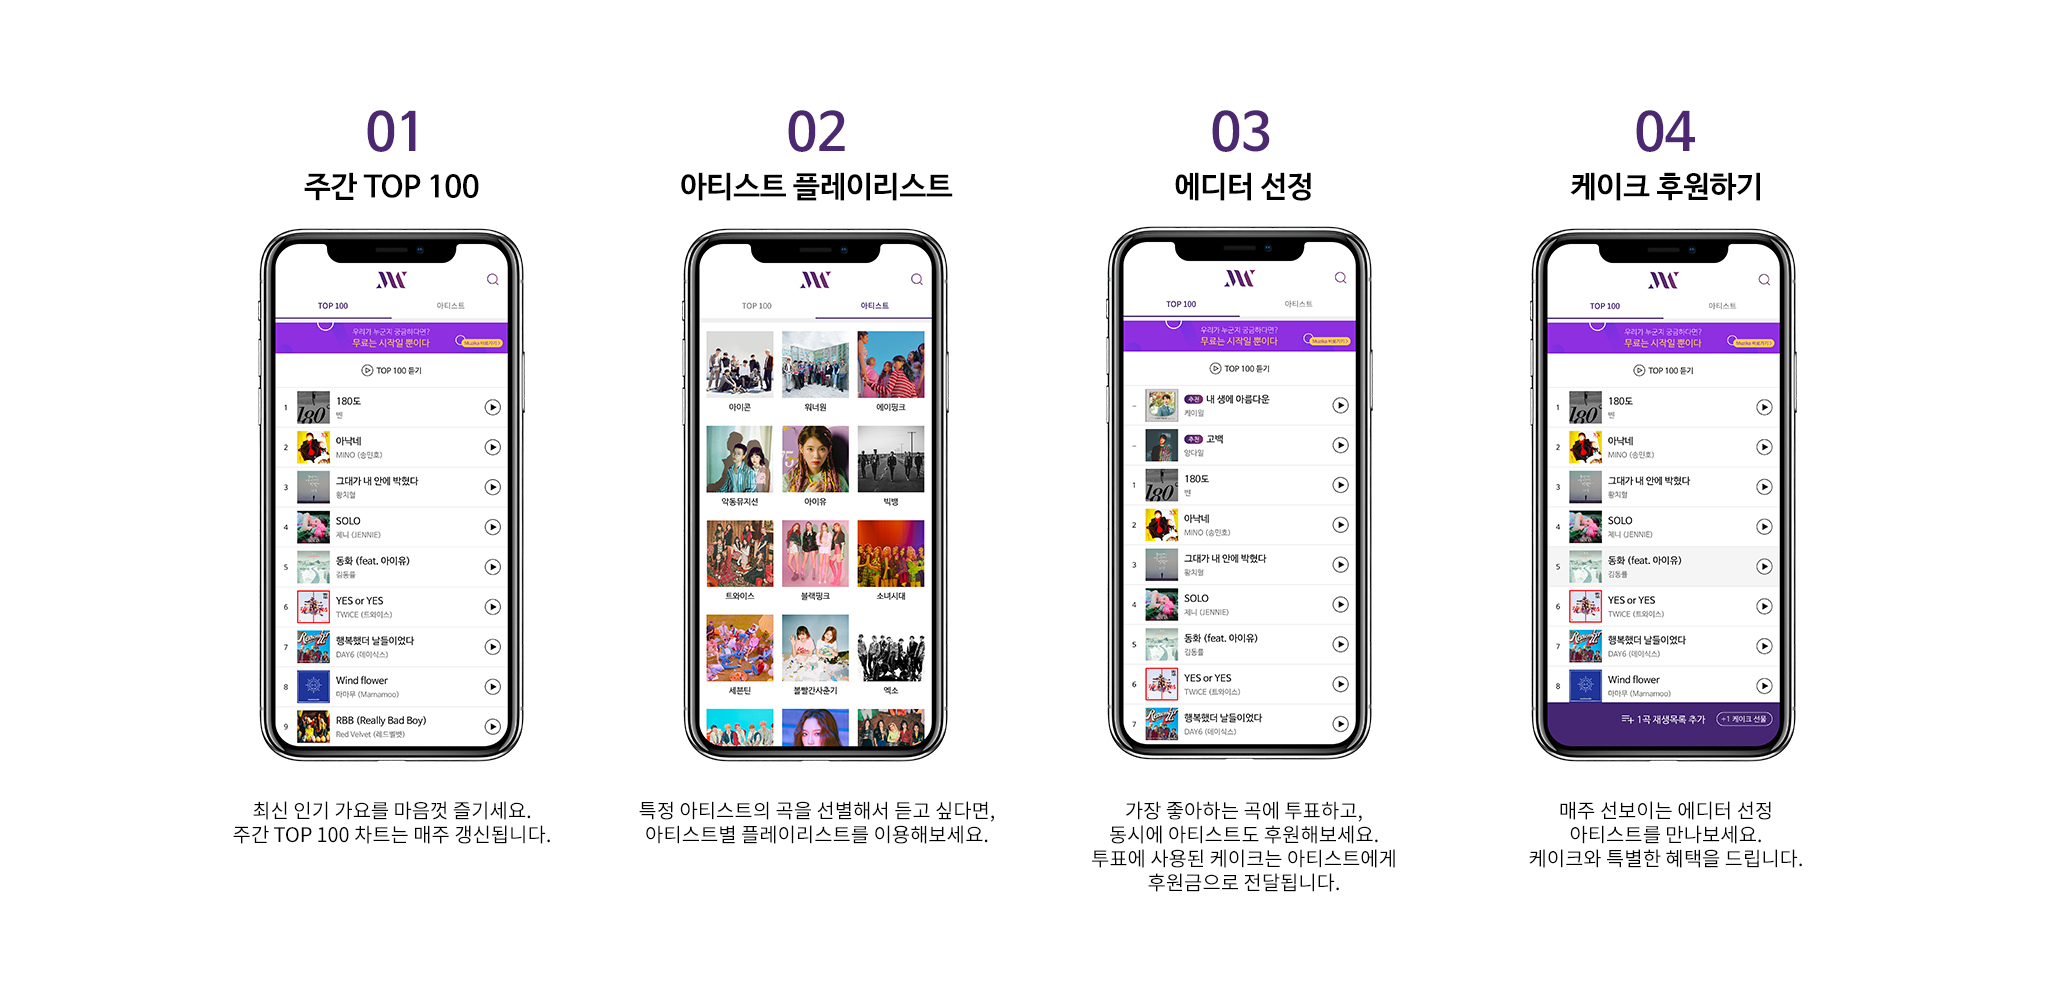 01
주간 TOP 100
TOP 100
아티스트
우리가 누군지 궁금하다면?
무료는 시작일 뿐이다
Muzika 바로가기 >
TOP 100 듣기
1
180도
벤
2
아낙네
MINO (송민호)
3
그대가 내 안에 박혔다
황치열
4
SOLO
제니 (JENNIE)
5
동화 (feat. 아이유)
김동률
6
YES or YES
TWICE (트와이스)
7
행복했던 날들이었다
DAY6 (데이식스)
8
Wind flower
마마무 (Mamamoo)
9
RBB (Really Bad Boy)
Red Velvet (레드벨벳)
최신 인기 가요를 마음껏 즐기세요.
주간 TOP 100 차트는 매주 갱신됩니다.
02
아티스트 플레이리스트
TOP 100
아티스트
아이콘
워너원
에이핑크
악동뮤지션
아이유
빅뱅
트와이스
블랙핑크
소녀시대
세븐틴
볼빨간사춘기
엑소
특정 아티스트의 곡을 선별해서 듣고 싶다면,
아티스트별 플레이리스트를 이용해보세요.
03
에디터 선정
TOP 100
아티스트
우리가 누군지 궁금하다면?
무료는 시작일 뿐이다
Muzika 바로가기 >
TOP 100 듣기
–
추천 내 생에 아름다운
케이윌
–
추천 고백
양다일
1
180도
벤
2
아낙네
MINO (송민호)
3
그대가 내 안에 박혔다
황치열
4
SOLO
제니 (JENNIE)
5
동화 (feat. 아이유)
김동률
6
YES or YES
TWICE (트와이스)
7
행복했던 날들이었다
DAY6 (데이식스)
가장 좋아하는 곡에 투표하고,
동시에 아티스트도 후원해보세요.
투표에 사용된 케이크는 아티스트에게
후원금으로 전달됩니다.
04
케이크 후원하기
TOP 100
아티스트
우리가 누군지 궁금하다면?
무료는 시작일 뿐이다
Muzika 바로가기 >
TOP 100 듣기
1
180도
벤
2
아낙네
MINO (송민호)
3
그대가 내 안에 박혔다
황치열
4
SOLO
제니 (JENNIE)
5
동화 (feat. 아이유)
김동률
6
YES or YES
TWICE (트와이스)
7
행복했던 날들이었다
DAY6 (데이식스)
8
Wind flower
마마무 (Mamamoo)
1곡 재생목록 추가
+1 케이크 선물
매주 선보이는 에디터 선정
아티스트를 만나보세요.
케이크와 특별한 혜택을 드립니다.